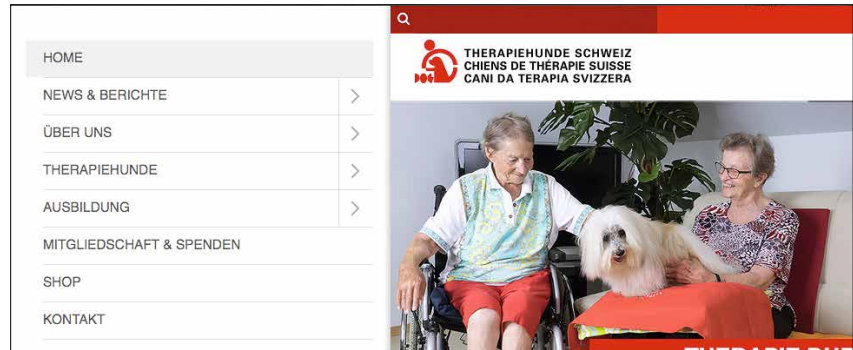 HOME
NEWS & BERICHTE
ÜBER UNS
THERAPIEHUNDE
AUSBILDUNG
MITGLIEDSCHAFT & SPENDEN
SHOP
KONTAKT
THERAPIEHUNDE SCHWEIZ
CHIENS DE THÉRAPIE SUISSE
CANI DA TERAPIA SVIZZERA
DOG